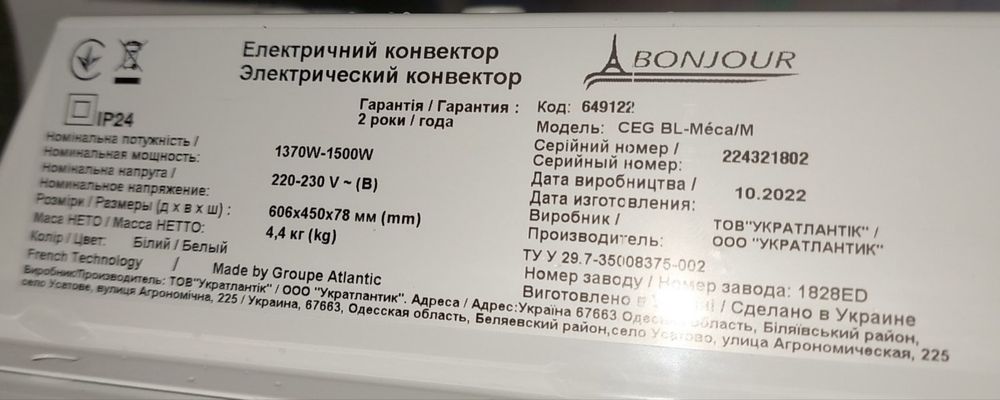 Електричний конвектор
Электрический конвектор
BONJOUR
IP24
Гарантія / Гарантия :
2 роки / года
Номінальна потужність /
Номинальная мощность:
1370W-1500W
Номінальна напруга /
Номинальное напряжение:
220-230 V ~ (В)
Розміри / Размеры (д х в х ш) :
606х450х78 мм (mm)
Маса НЕТО / Масса НЕТТО:
4,4 кг (kg)
Колір / Цвет:
Білий / Белый
French Technology / Made by Groupe Atlantic
Код: 649122
Модель: CEG BL-Méca/M
Серійний номер /
Серийный номер:
224321802
Дата виробництва /
Дата изготовления:
10.2022
Виробник /
Производитель:
ТОВ"УКРАТЛАНТІК" /
ООО "УКРАТЛАНТИК"
ТУ У 29.7-35008375-002
Номер заводу / Номер завода: 1828ED
Виготовлено в / Сделано в Украине
Виробник/Производитель: ТОВ"Укратлантік" / ООО "Укратлантик". Адреса / Адрес:Україна 67663 Одеська область, Біляївський район,
село Усатове, вулиця Агрономічна, 225 / Украина, 67663, Одесская область, Беляевский район,село Усатово, улица Агрономическая, 225